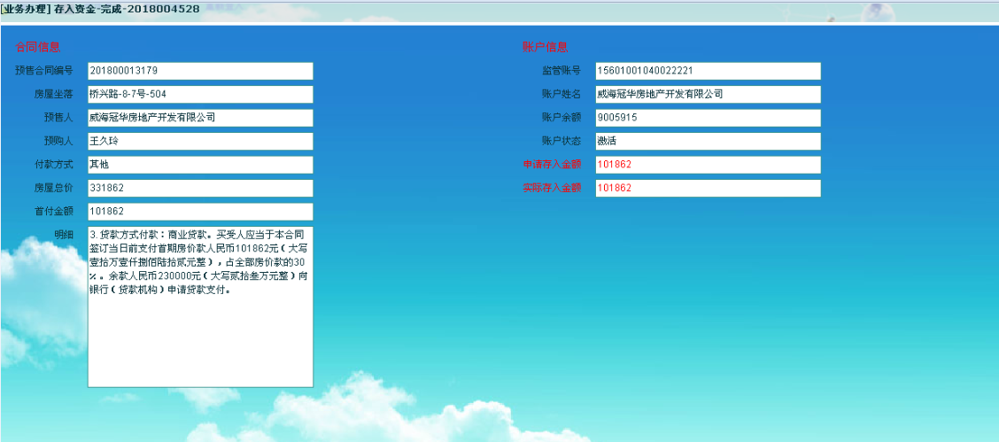 [业务办理] 存入资金-完成-2018004528
合同信息
预售合同编号 201800013179
房屋坐落 桥兴路-8-7号-504
预售人 威海冠华房地产开发有限公司
预购人 王久玲
付款方式 其他
房屋总价 331862
首付金额 101862
明细 3.贷款方式付款：商业贷款。买受人应当于本合同
签订当日前支付首期房价款人民币101862元（大写
壹拾万壹仟捌佰陆拾贰元整），占全部房价款的30
%。余款人民币230000元（大写贰拾叁万元整）向
银行（贷款机构）申请贷款支付。
账户信息
监管账号 15601001040022221
账户姓名 威海冠华房地产开发有限公司
账户余额 9005915
账户状态 激活
申请存入金额 101862
实际存入金额 101862